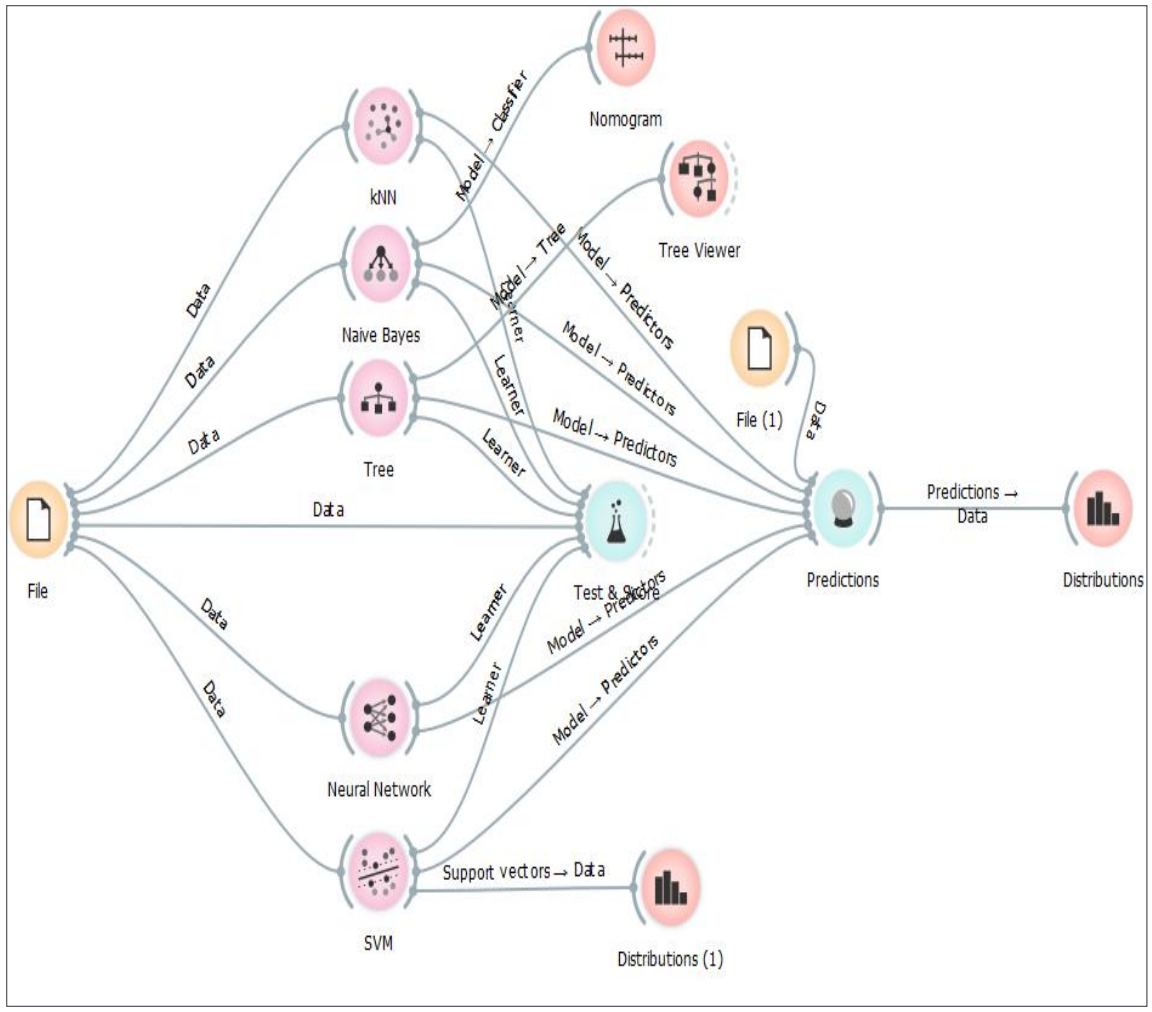 Nomogram
Model → Classifier
kNN
Tree Viewer
Data
Model → Tree
Model → Predictors
Learner
Naive Bayes
Data
Model → Predictors
File (1)
Data
Learner
Tree
Data
Model → Predictors
Learner
Data
Predictions →
Data
File
Test & Score
Predictions
Distributions
Data
Learner
Model → Predictors
Data
Learner
Model → Predictors
Neural Network
Support vectors → Data
SVM
Distributions (1)